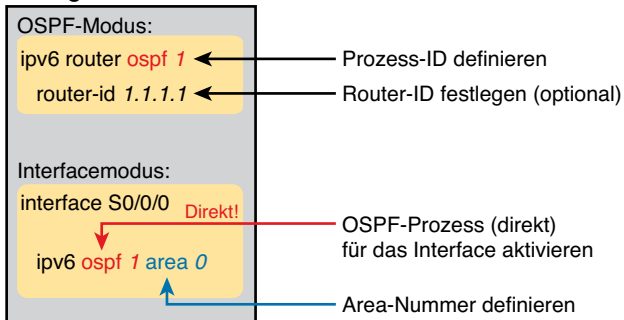 OSPF-Modus:
ipv6 router ospf 1
Prozess-ID definieren
router-id 1.1.1.1
Router-ID festlegen (optional)
Interfacemodus:
interface S0/0/0
Direkt!
OSPF-Prozess (direkt)
für das Interface aktivieren
ipv6 ospf 1 area 0
Area-Nummer definieren